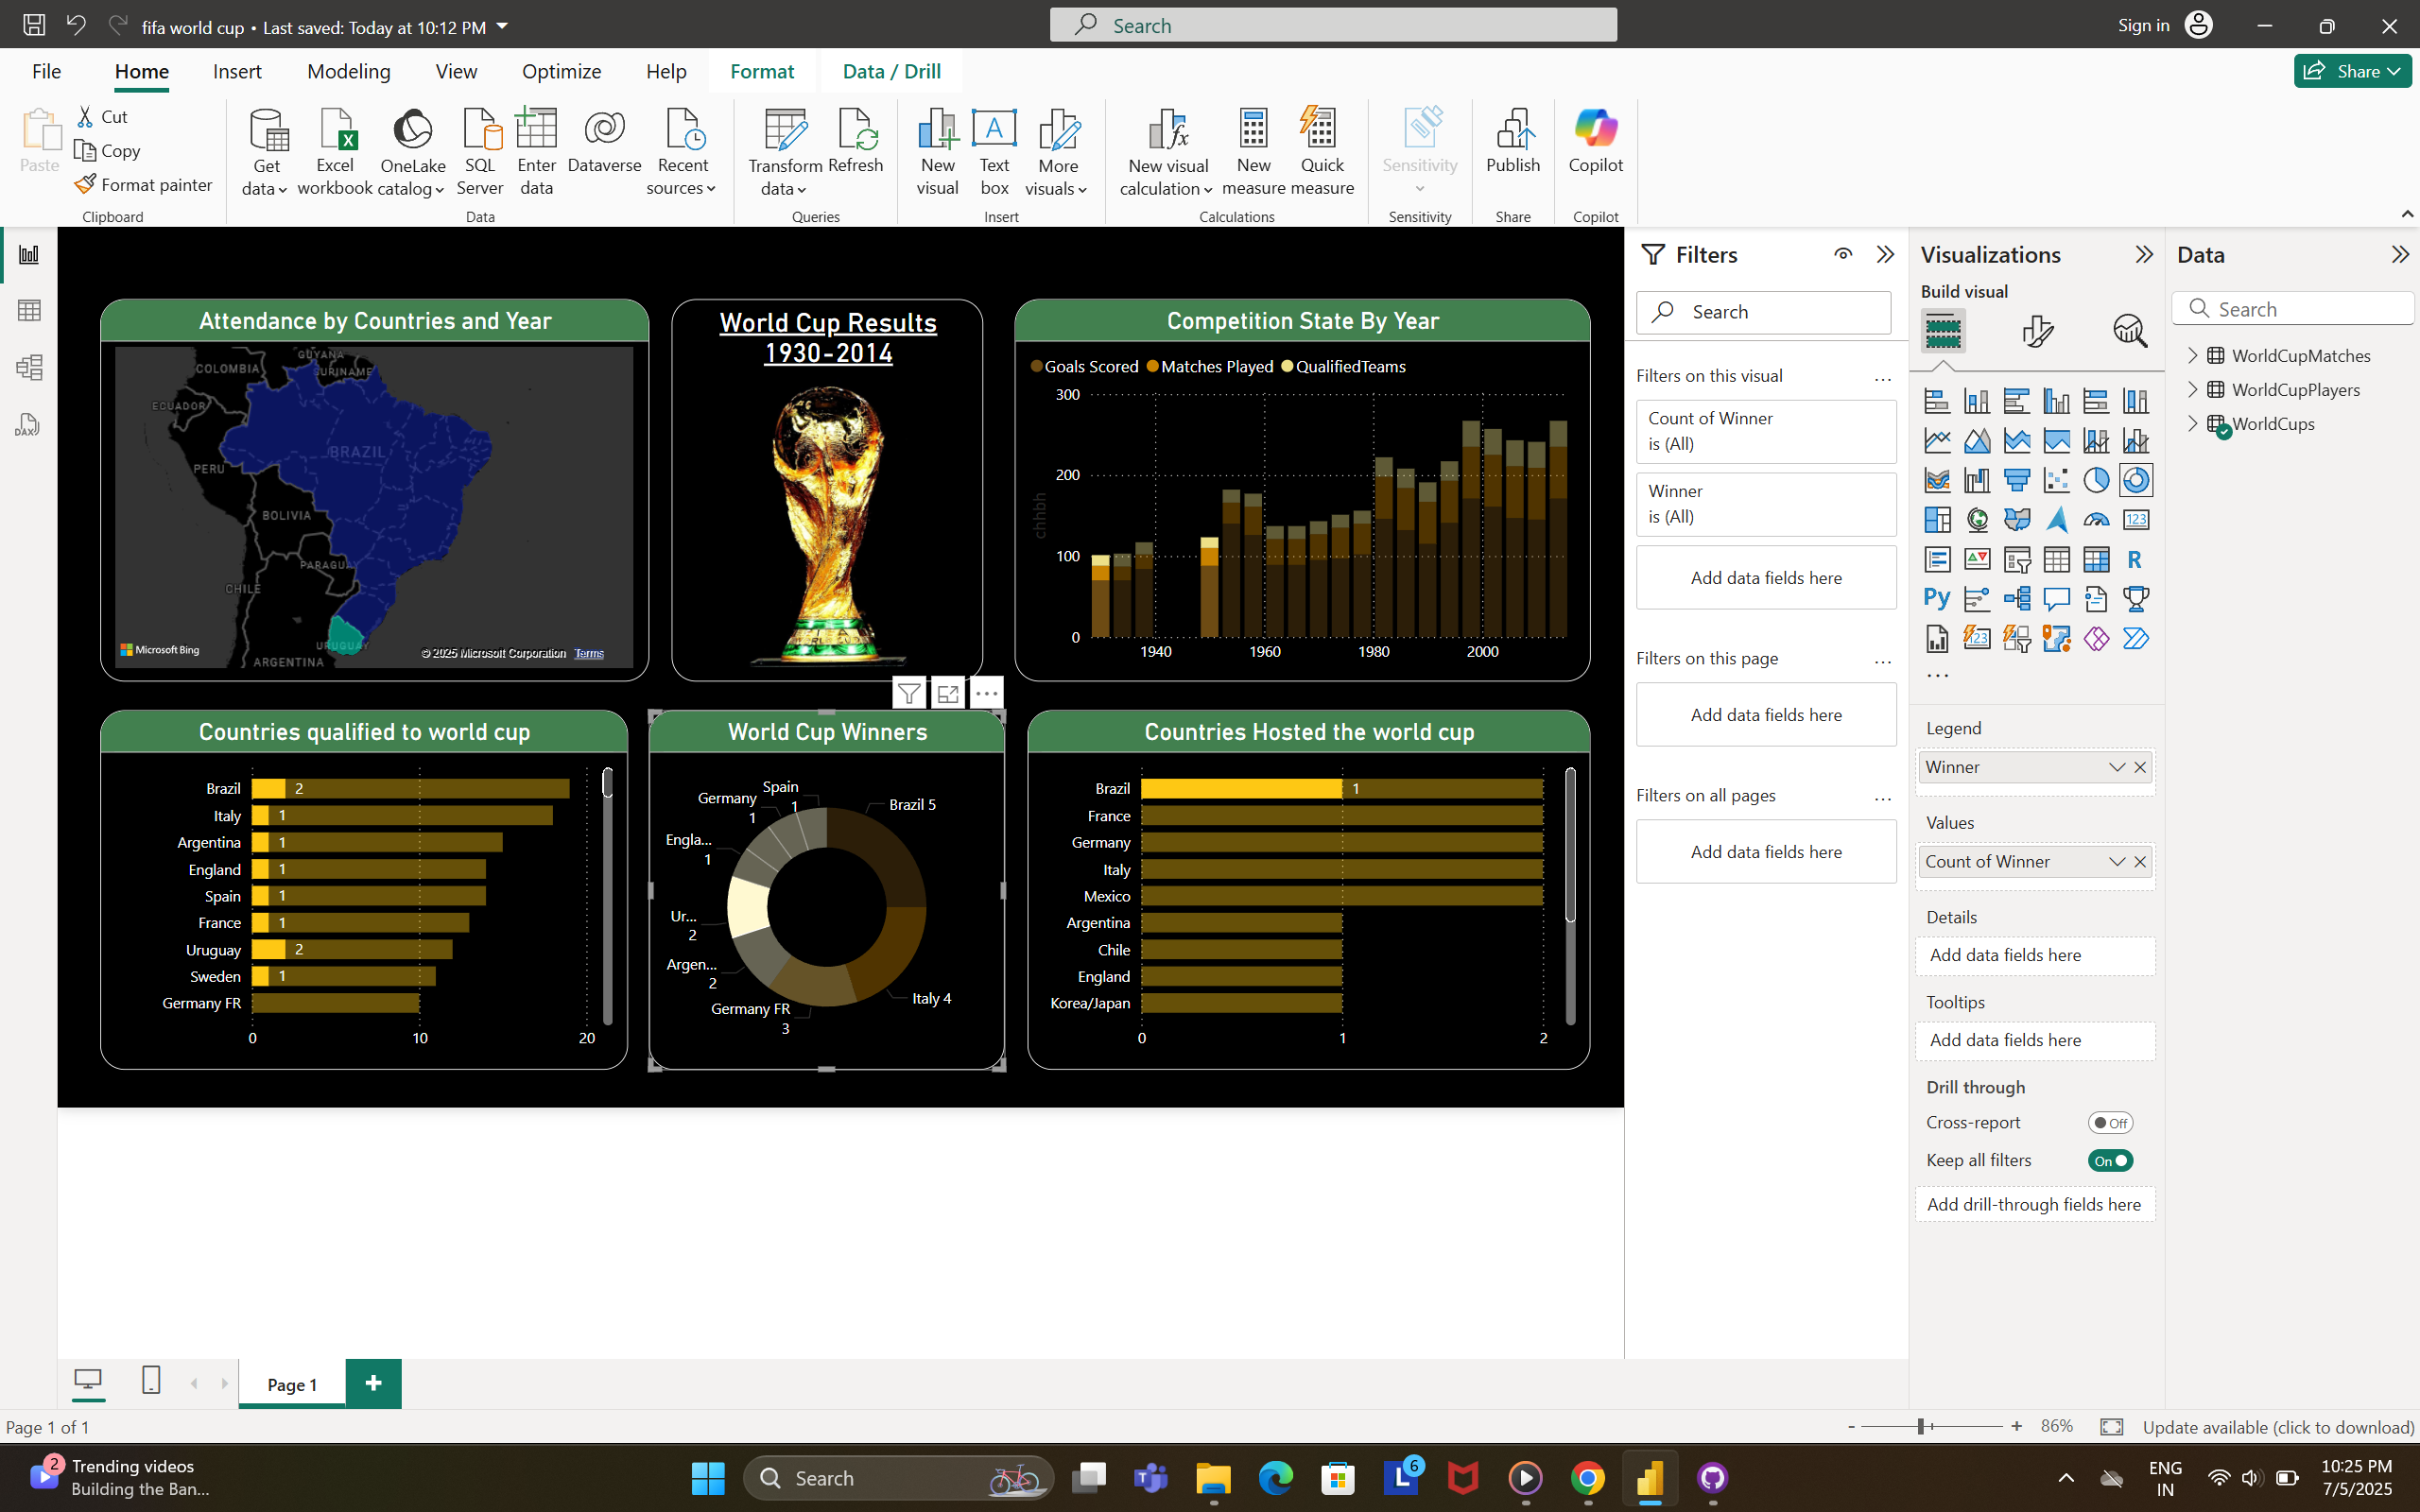 fifa world cup • Last saved: Today at 10:12 PM
Search
Sign in
File
Home
Insert
Modeling
View
Optimize
Help
Format
Data / Drill
Share
Paste
Cut
Copy
Format painter
Clipboard
Get data
Excel workbook
OneLake catalog
SQL Server
Enter data
Dataverse
Recent sources
Data
Transform data
Refresh
Queries
New visual
Text box
More visuals
Insert
New visual calculation
New measure
Quick measure
Calculations
Sensitivity
Sensitivity
Publish
Share
Copilot
Copilot
DAX
Attendance by Countries and Year
GUYANA
COLOMBIA
SURINAME
ECUADOR
BRAZIL
PERU
BOLIVIA
PARAGUAY
CHILE
URUGUAY
ARGENTINA
Microsoft Bing
© 2025 Microsoft Corporation Terms
World Cup Results
1930-2014
Competition State By Year
Goals Scored Matches Played QualifiedTeams
300
200
100
0
chhbh
1940 1960 1980 2000
Countries qualified to world cup
Brazil 2
Italy 1
Argentina 1
England 1
Spain 1
France 1
Uruguay 2
Sweden 1
Germany FR
0 10 20
World Cup Winners
Spain
1
Germany
1
Brazil 5
Engla...
1
Ur...
2
Argen...
2
Germany FR
3
Italy 4
Countries Hosted the world cup
Brazil 1
France
Germany
Italy
Mexico
Argentina
Chile
England
Korea/Japan
0 1 2
Filters
Search
Filters on this visual ...
Count of Winner
is (All)
Winner
is (All)
Add data fields here
Filters on this page ...
Add data fields here
Filters on all pages ...
Add data fields here
Visualizations
Build visual
123
R
Py
123
...
Legend
Winner
Values
Count of Winner
Details
Add data fields here
Tooltips
Add data fields here
Drill through
Cross-report Off
Keep all filters On
Add drill-through fields here
Data
Search
WorldCupMatches
WorldCupPlayers
WorldCups
Page 1
+
Page 1 of 1
- + 86%
Update available (click to download)
2
Trending videos
Building the Ban...
Search
T
L
6
ENG
IN
10:25 PM
7/5/2025